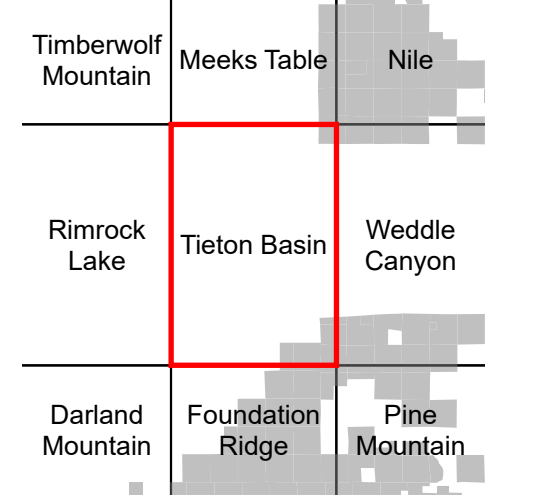 Timberwolf
Mountain
Meeks Table
Nile
Rimrock
Lake
Tieton Basin
Weddle
Canyon
Darland
Mountain
Foundation
Ridge
Pine
Mountain